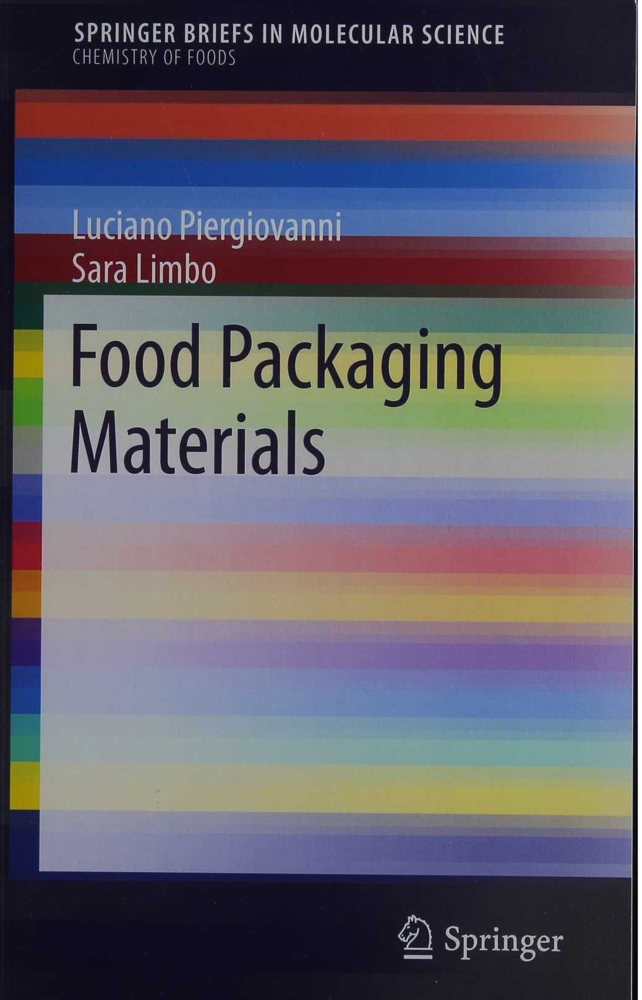 SPRINGER BRIEFS IN MOLECULAR SCIENCE
CHEMISTRY OF FOODS
Luciano Piergiovanni
Sara Limbo
Food Packaging
Materials
Springer